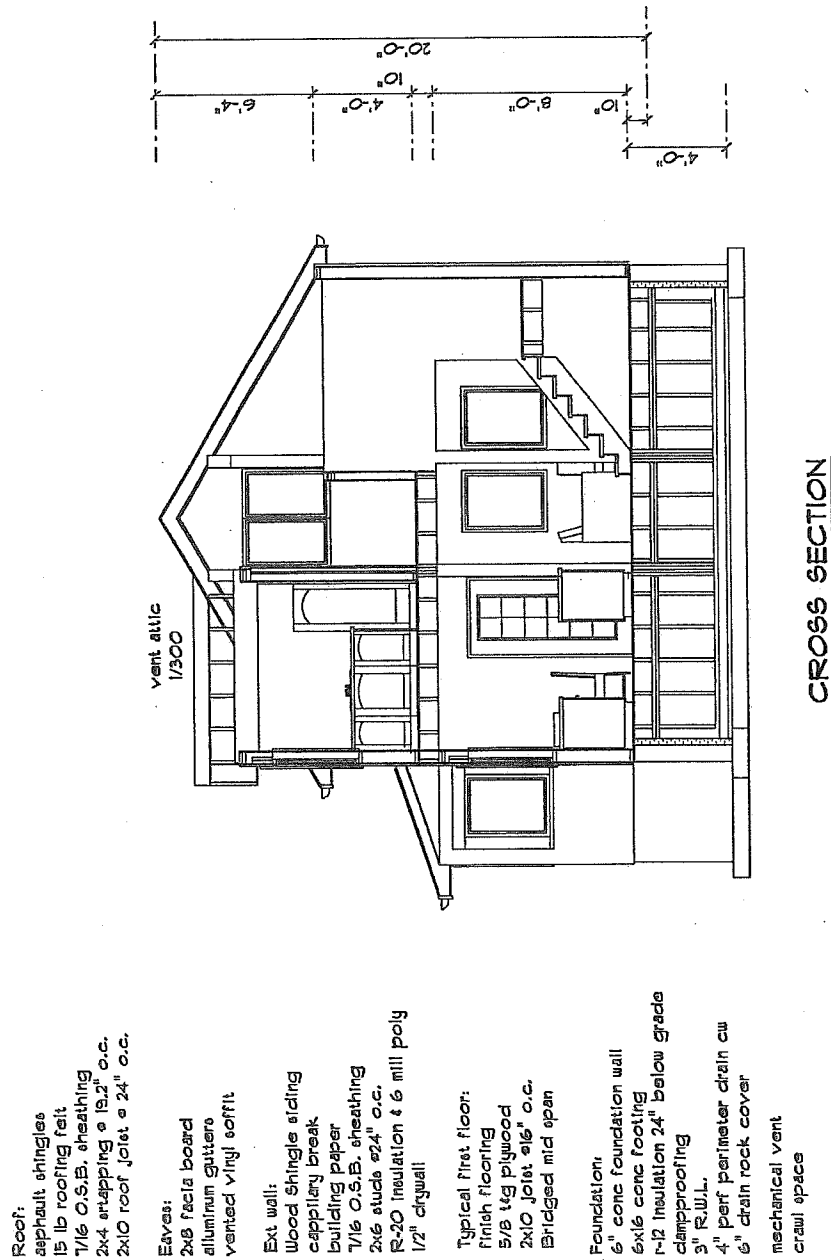 Roof:
asphault shingles
15 lb roofing felt
7/16 O.S.B. sheathing
2x4 srtapping @ 19.2" o.c.
2x10 roof joist @ 24" o.c.
Eaves:
2x8 facia board
alluminum gutters
vented vinyl soffit
Ext wall:
Wood Shingle siding
cappilary break
building paper
7/16 O.S.B. sheathing
2x6 studs @24" o.c.
R-20 insulation & 6 mill poly
1/2" drywall
Typical first floor:
finish flooring
5/8 t&g plywood
2x10 joist @16" o.c.
Bridged mid span
Foundation:
6" conc foundation wall
6x16 conc footing
r-12 insulation 24" below grade
dampproofing
3" R.W.L.
4" perf perimeter drain cw
6" drain rock cover
mechanical vent
crawl space
vent attic
1/300
CROSS SECTION
20'-0"
6'-4"
4'-0"
10"
8'-0"
10"
4'-0"